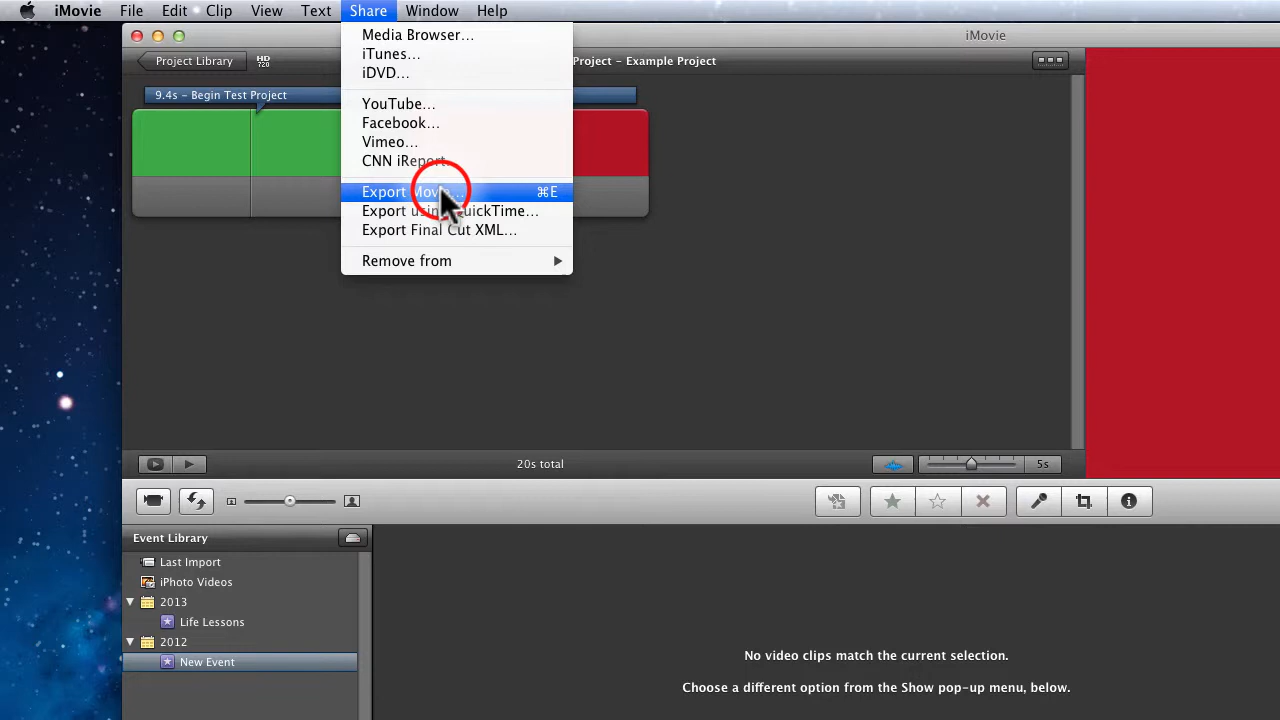 iMovie File Edit Clip View Text Share Window Help
iMovie
Project Library HD 720 Project - Example Project
9.4s - Begin Test Project
Media Browser...
iTunes...
iDVD...
YouTube...
Facebook...
Vimeo...
CNN iReport
Export Movie... ⌘E
Export using QuickTime...
Export Final Cut XML...
Remove from
20s total 5s
Event Library
Last Import
iPhoto Videos
2013
Life Lessons
2012
New Event
No video clips match the current selection.
Choose a different option from the Show pop-up menu, below.